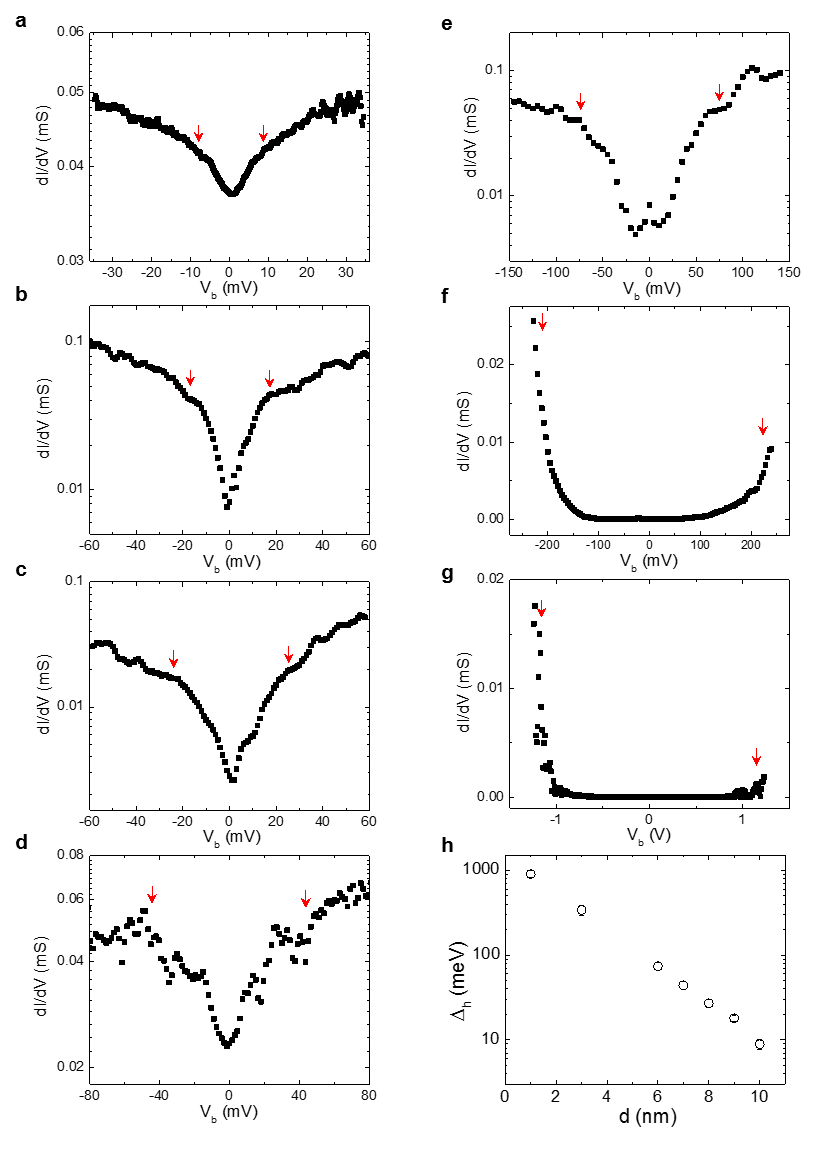 a
0.06
0.05
0.04
0.03
dI/dV (mS)
-30 -20 -10 0 10 20 30
V_b (mV)
b
0.1
0.01
dI/dV (mS)
-60 -40 -20 0 20 40 60
V_b (mV)
c
0.1
0.01
dI/dV (mS)
-60 -40 -20 0 20 40 60
V_b (mV)
d
0.08
0.06
0.04
0.02
dI/dV (mS)
-80 -40 0 40 80
V_b (mV)
e
0.1
0.01
dI/dV (mS)
-150 -100 -50 0 50 100 150
V_b (mV)
f
0.02
0.01
0.00
dI/dV (mS)
-200 -100 0 100 200
V_b (mV)
g
0.02
0.01
0.00
dI/dV (mS)
-1 0 1
V_b (V)
h
1000
100
10
Δ_h (meV)
0 2 4 6 8 10
d (nm)